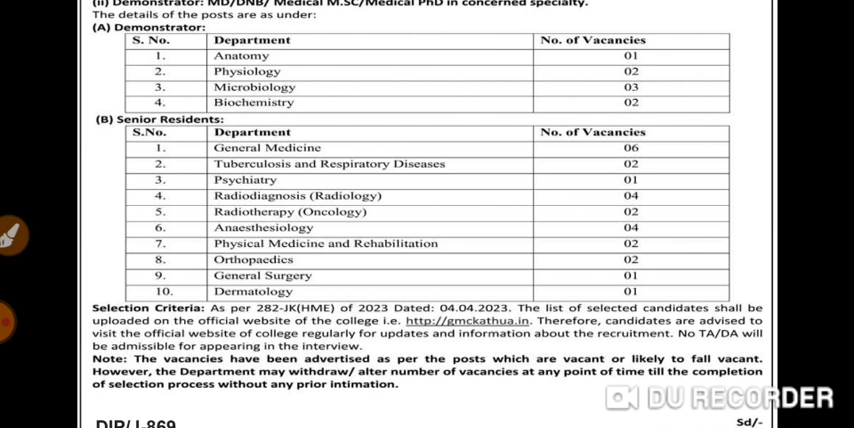 (ii) Demonstrator: MD/DNB/ Medical M.SC/Medical PhD in concerned specialty.
The details of the posts are as under:
(A) Demonstrator:
S. No. Department No. of Vacancies
1. Anatomy 01
2. Physiology 02
3. Microbiology 03
4. Biochemistry 02
(B) Senior Residents:
S.No. Department No. of Vacancies
1. General Medicine 06
2. Tuberculosis and Respiratory Diseases 02
3. Psychiatry 01
4. Radiodiagnosis (Radiology) 04
5. Radiotherapy (Oncology) 02
6. Anaesthesiology 04
7. Physical Medicine and Rehabilitation 02
8. Orthopaedics 02
9. General Surgery 01
10. Dermatology 01
Selection Criteria: As per 282-JK(HME) of 2023 Dated: 04.04.2023. The list of selected candidates shall be
uploaded on the official website of the college i.e. http://gmckathua.in. Therefore, candidates are advised to
visit the official website of college regularly for updates and information about the recruitment. No TA/DA will
be admissible for appearing in the interview.
Note: The vacancies have been advertised as per the posts which are vacant or likely to fall vacant.
However, the Department may withdraw/ alter number of vacancies at any point of time till the completion
of selection process without any prior intimation.
DU RECORDER
Sd/-
DIP/J-869